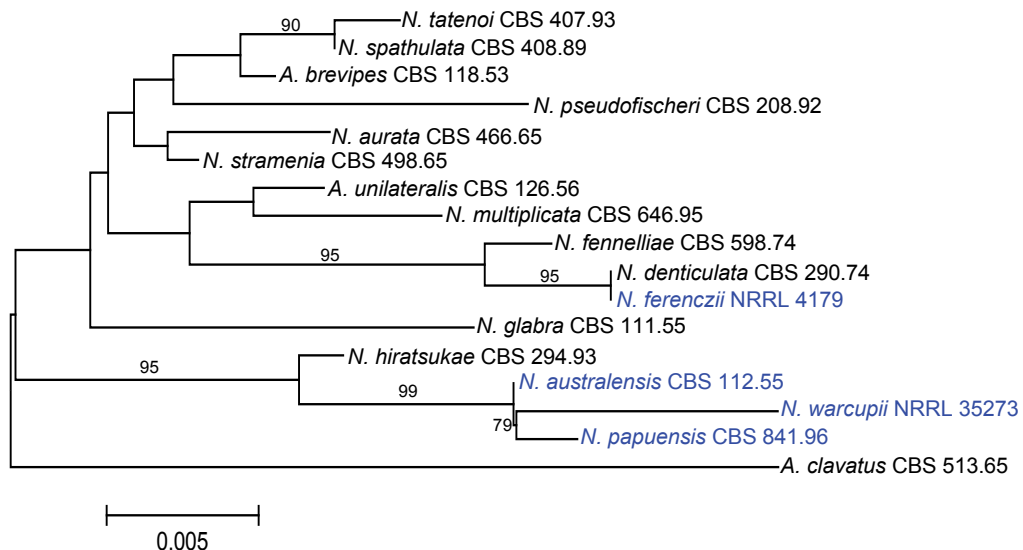 90
N. tatenoi CBS 407.93
N. spathulata CBS 408.89
A. brevipes CBS 118.53
N. pseudofischeri CBS 208.92
N. aurata CBS 466.65
N. stramenia CBS 498.65
A. unilateralis CBS 126.56
N. multiplicata CBS 646.95
95
N. fennelliae CBS 598.74
95
N. denticulata CBS 290.74
N. ferenczii NRRL 4179
N. glabra CBS 111.55
N. hiratsukae CBS 294.93
95
99
N. australensis CBS 112.55
N. warcupii NRRL 35273
79
N. papuensis CBS 841.96
A. clavatus CBS 513.65
0.005